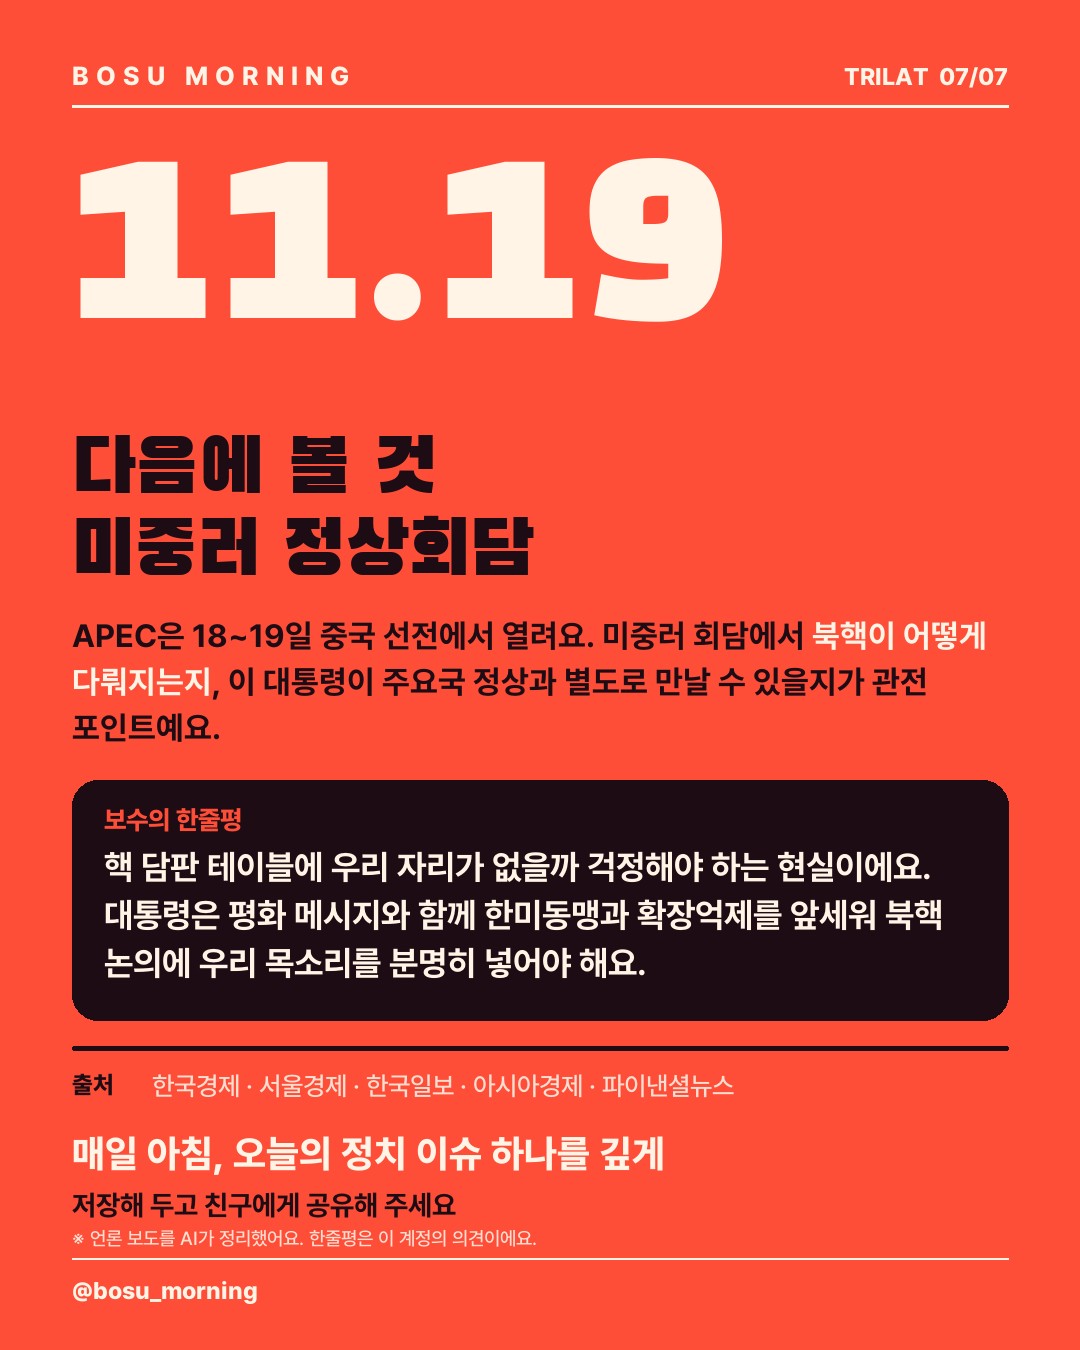 BOSU MORNING
TRILAT 07/07
11.19
다음에 볼 것
미중러 정상회담
APEC은 18~19일 중국 선전에서 열려요. 미중러 회담에서 북핵이 어떻게
다뤄지는지, 이 대통령이 주요국 정상과 별도로 만날 수 있을지가 관전
포인트예요.
보수의 한줄평
핵 담판 테이블에 우리 자리가 없을까 걱정해야 하는 현실이에요.
대통령은 평화 메시지와 함께 한미동맹과 확장억제를 앞세워 북핵
논의에 우리 목소리를 분명히 넣어야 해요.
출처 한국경제 · 서울경제 · 한국일보 · 아시아경제 · 파이낸셜뉴스
매일 아침, 오늘의 정치 이슈 하나를 깊게
저장해 두고 친구에게 공유해 주세요
※ 언론 보도를 AI가 정리했어요. 한줄평은 이 계정의 의견이에요.
@bosu_morning